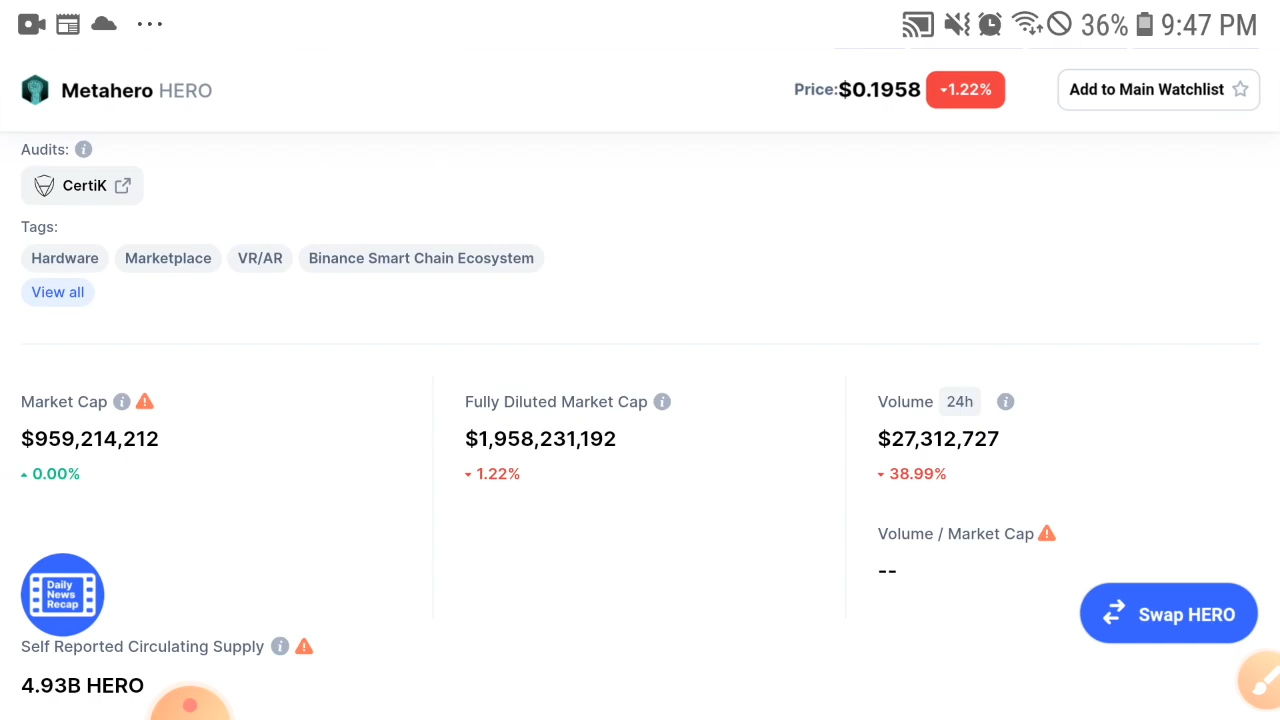 36% 9:47 PM
Metahero HERO
Price:$0.1958 1.22%
Add to Main Watchlist
Audits:
CertiK
Tags:
Hardware Marketplace VR/AR Binance Smart Chain Ecosystem
View all
Market Cap
$959,214,212
0.00%
Fully Diluted Market Cap
$1,958,231,192
1.22%
Volume 24h
$27,312,727
38.99%
Volume / Market Cap
--
Daily
News
Recap
Swap HERO
Self Reported Circulating Supply
4.93B HERO